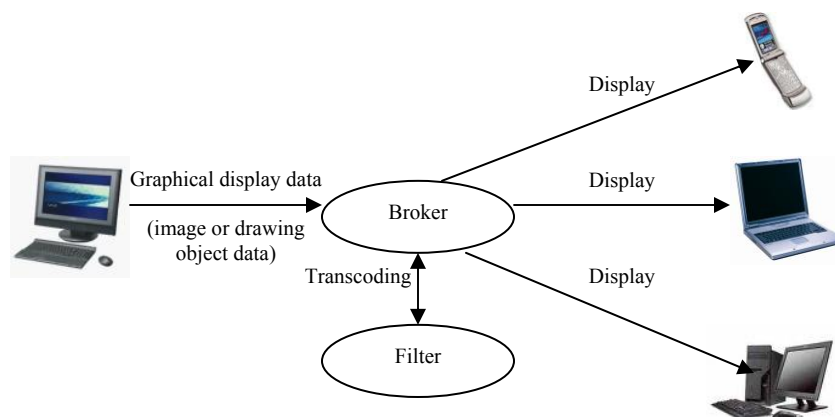 Display
Graphical display data
(image or drawing
object data)
Broker
Display
Transcoding
Display
Filter